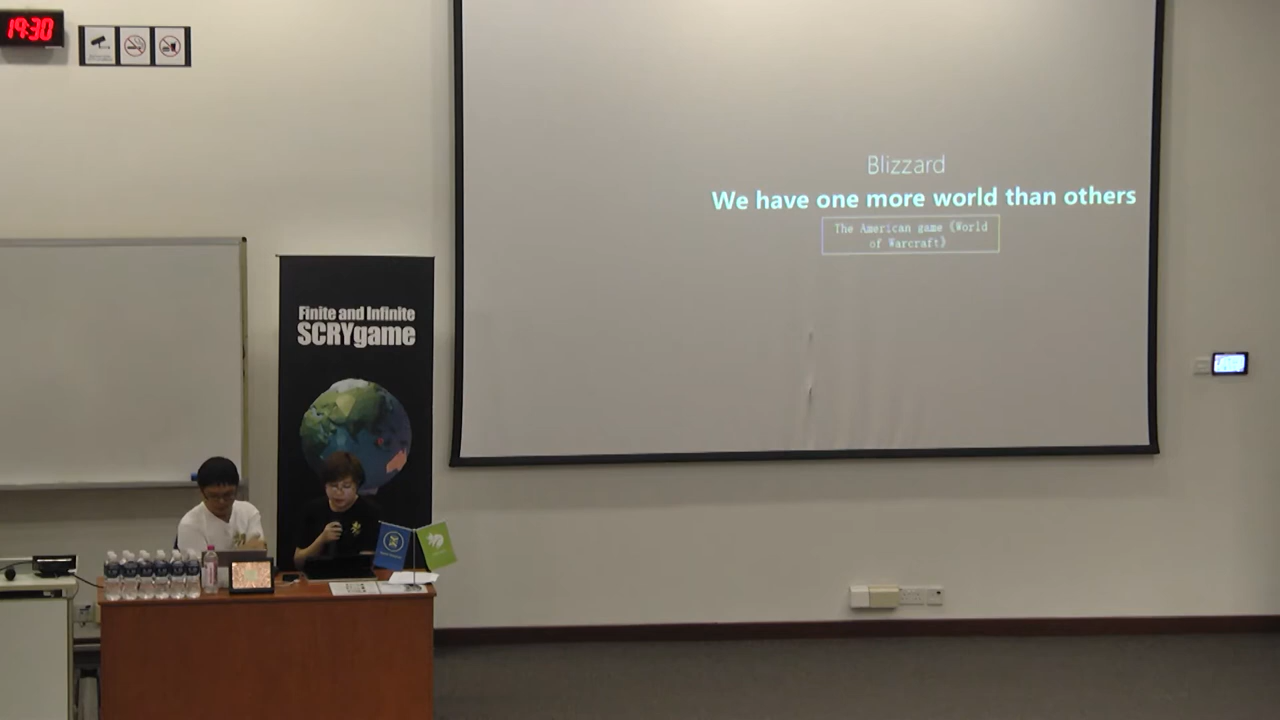 19:30
Blizzard
We have one more world than others
The American game《World
of Warcraft》
Finite and Infinite
SCRYgame